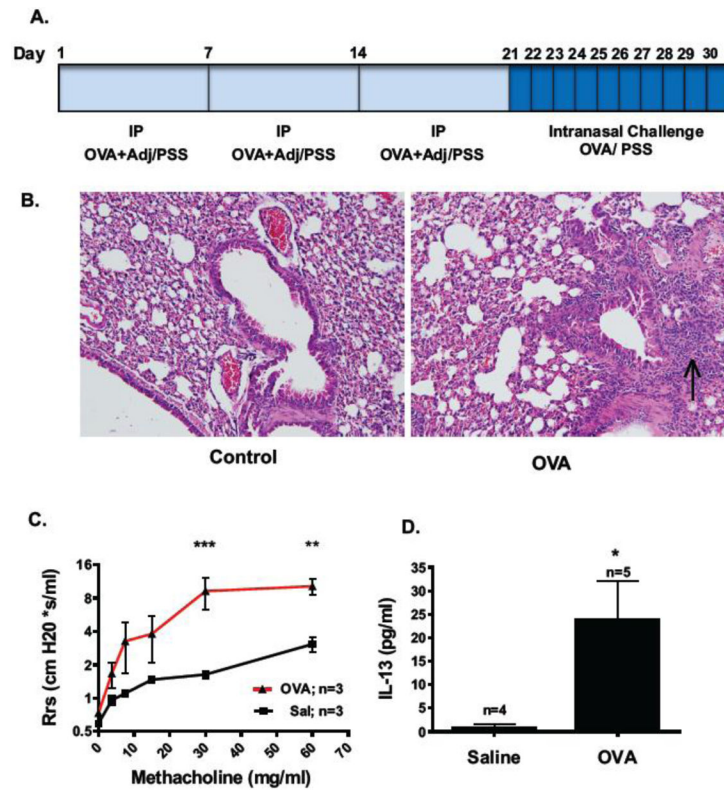 A.
Day 1 7 14 21 22 23 24 25 26 27 28 29 30
IP IP IP Intranasal Challenge
OVA+Adj/PSS OVA+Adj/PSS OVA+Adj/PSS OVA/ PSS
B.
Control OVA
C.
*** **
16
8
4
2
1
0.5
Rrs (cm H20 *s/ml)
OVA; n=3
Sal; n=3
0 10 20 30 40 50 60 70
Methacholine (mg/ml)
D.
*
n=5
35
30
25
20
15
10
5
0
IL-13 (pg/ml)
n=4
Saline OVA